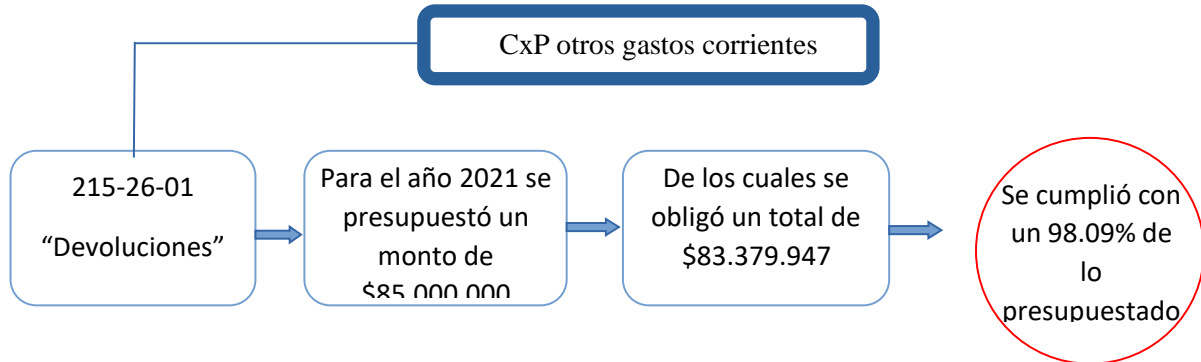 CxP otros gastos corrientes
215-26-01
“Devoluciones”
Para el año 2021 se
presupuestó un
monto de
$85.000.000
De los cuales se
obligó un total de
$83.379.947
Se cumplió con
un 98.09% de
lo
presupuestado